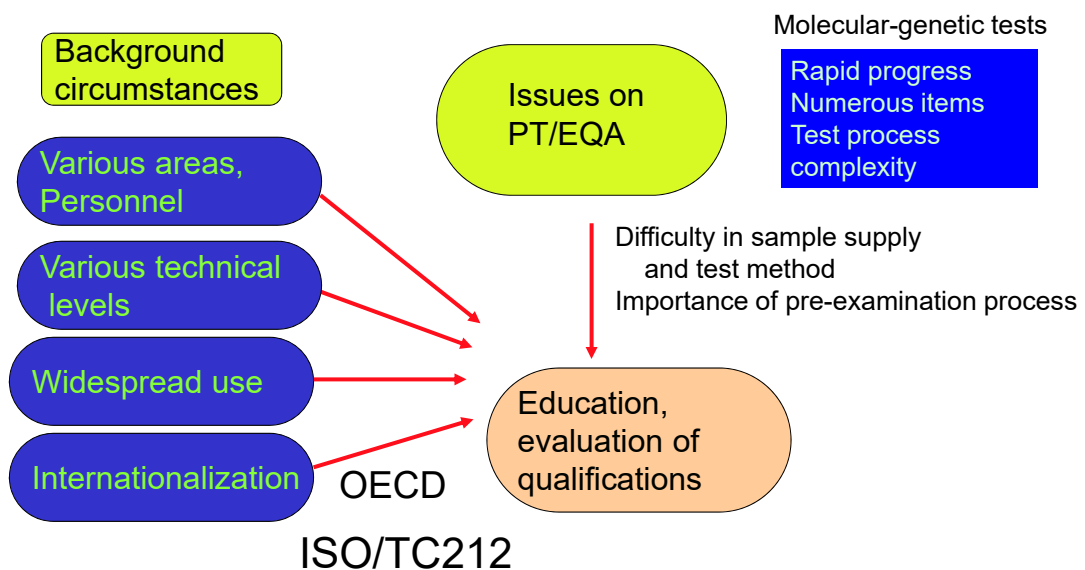 Background
circumstances
Various areas,
Personnel
Various technical
levels
Widespread use
Internationalization
OECD
ISO/TC212
Issues on
PT/EQA
Molecular-genetic tests
Rapid progress
Numerous items
Test process
complexity
Difficulty in sample supply
and test method
Importance of pre-examination process
Education,
evaluation of
qualifications